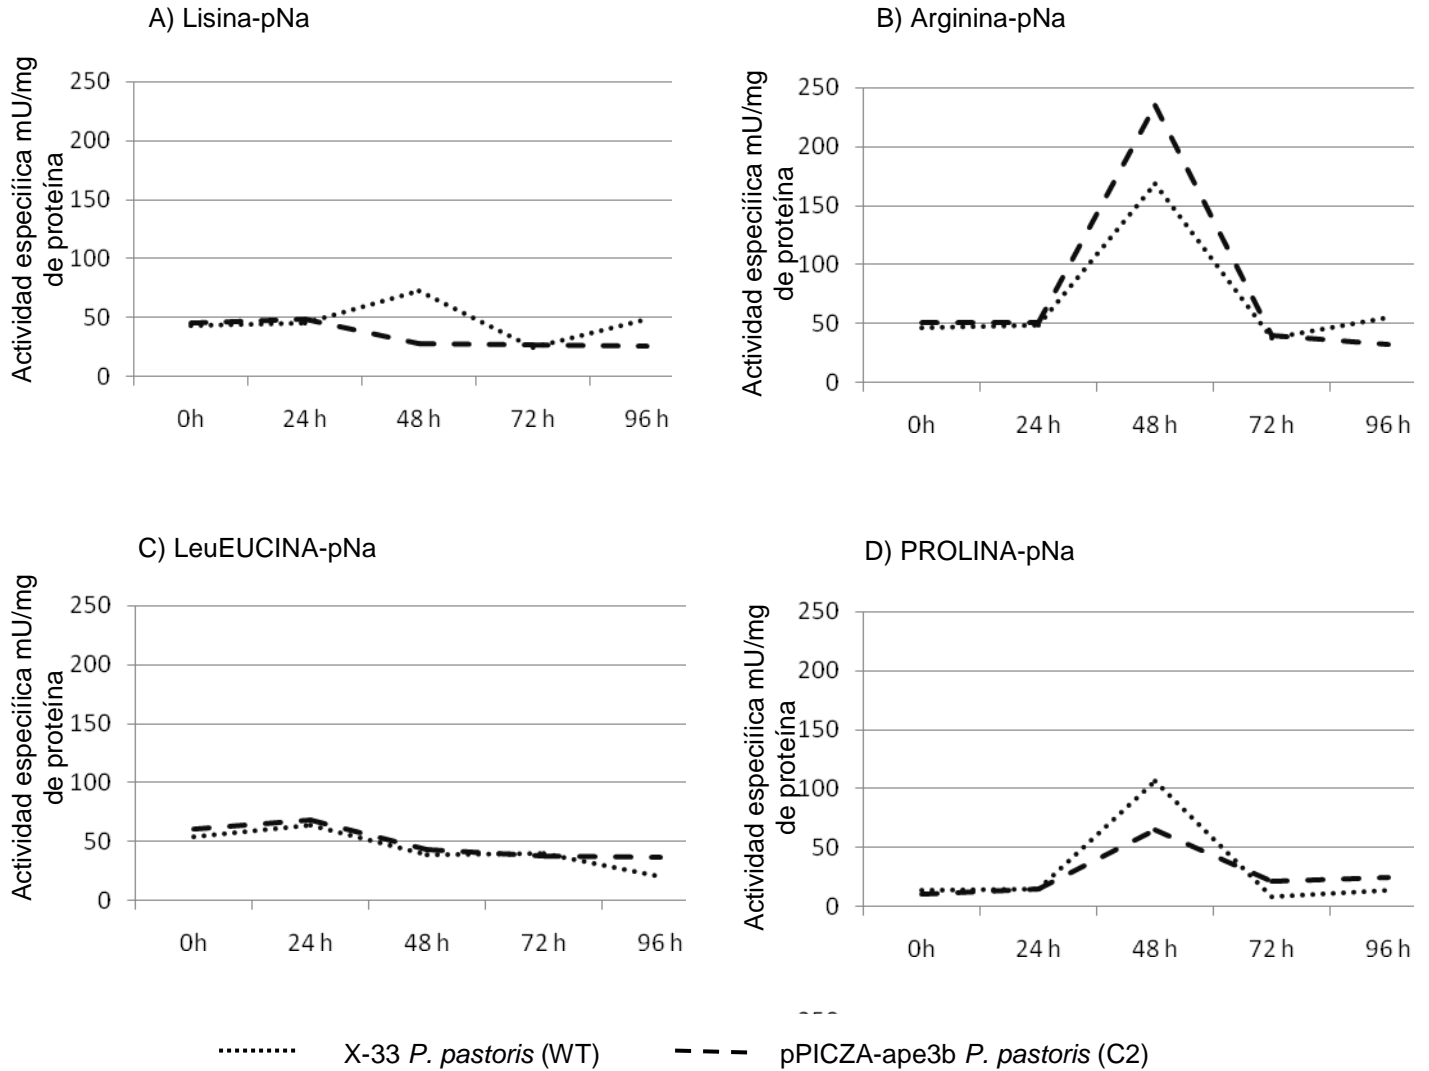 A) Lisina-pNa
Actividad especiíica mU/mg
de proteína
250
200
150
100
50
0
0h 24 h 48 h 72 h 96 h
B) Arginina-pNa
Actividad especiíica mU/mg
de proteína
250
200
150
100
50
0
0h 24 h 48 h 72 h 96 h
C) LeuEUCINA-pNa
Actividad especiíica mU/mg
de proteína
250
200
150
100
50
0
0h 24 h 48 h 72 h 96 h
D) PROLINA-pNa
Actividad especiíica mU/mg
de proteína
250
200
150
100
50
0
0h 24 h 48 h 72 h 96 h
X-33 P. pastoris (WT) pPICZA-ape3b P. pastoris (C2)